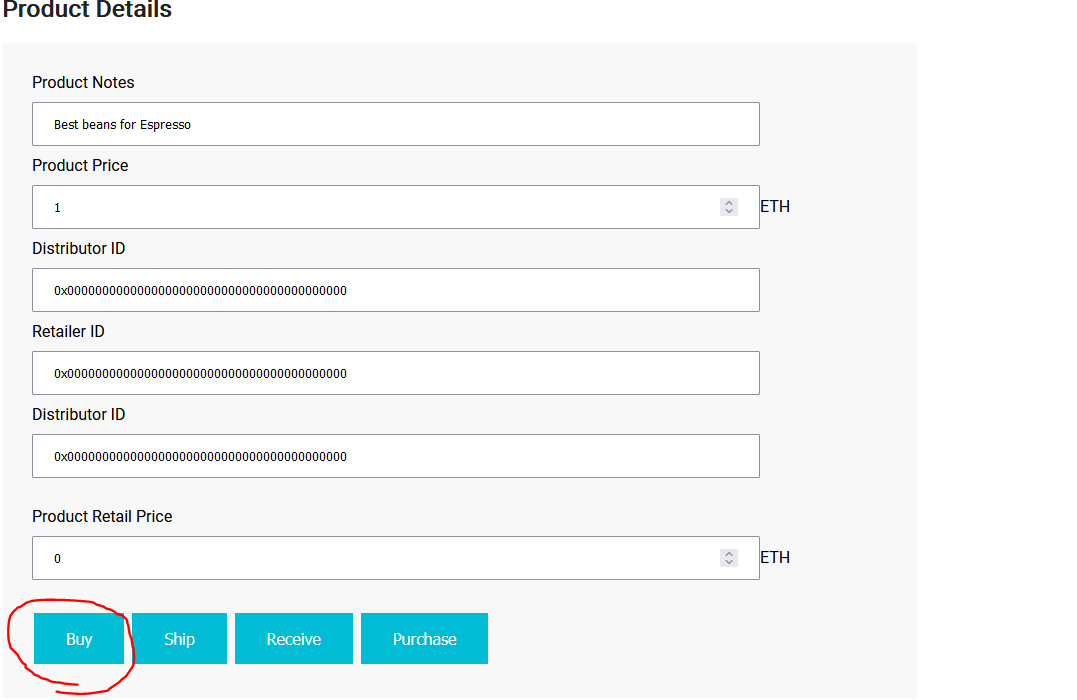 Product Details
Product Notes
Best beans for Espresso
Product Price
1
ETH
Distributor ID
0x0000000000000000000000000000000000000000
Retailer ID
0x0000000000000000000000000000000000000000
Distributor ID
0x0000000000000000000000000000000000000000
Product Retail Price
0
ETH
Buy Ship Receive Purchase